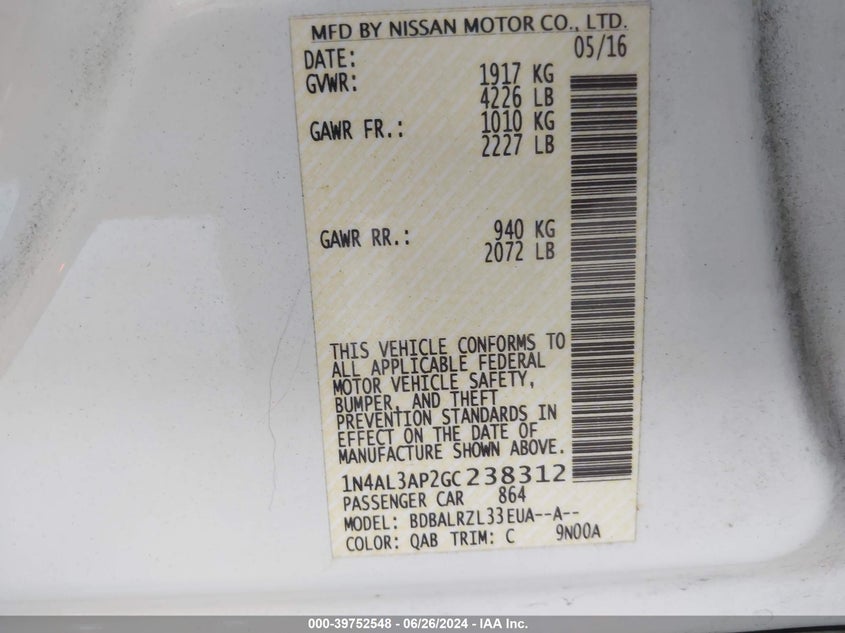 MFD BY NISSAN MOTOR CO., LTD.
DATE: 05/16
GVWR: 1917 KG
4226 LB
GAWR FR.: 1010 KG
2227 LB
GAWR RR.: 940 KG
2072 LB
THIS VEHICLE CONFORMS TO
ALL APPLICABLE FEDERAL
MOTOR VEHICLE SAFETY,
BUMPER, AND THEFT
PREVENTION STANDARDS IN
EFFECT ON THE DATE OF
MANUFACTURE SHOWN ABOVE.
1N4AL3AP2GC238312
PASSENGER CAR 864
MODEL: BDBALRZL33EUA--A--
COLOR: QAB TRIM: C 9N00A
000-39752548 - 06/26/2024 - IAA Inc.